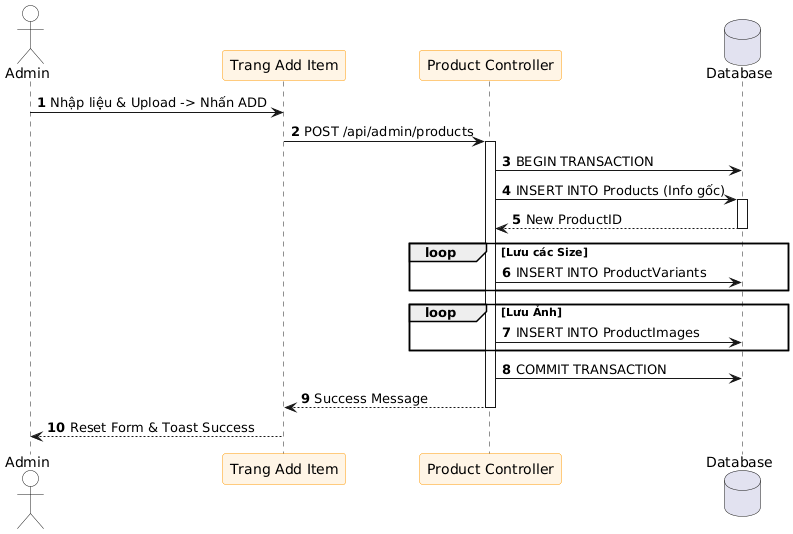 Admin
Trang Add Item
Product Controller
Database
1 Nhập liệu & Upload -> Nhấn ADD
2 POST /api/admin/products
3 BEGIN TRANSACTION
4 INSERT INTO Products (Info gốc)
5 New ProductID
loop [Lưu các Size]
6 INSERT INTO ProductVariants
loop [Lưu Ảnh]
7 INSERT INTO ProductImages
8 COMMIT TRANSACTION
9 Success Message
10 Reset Form & Toast Success
Admin
Trang Add Item
Product Controller
Database